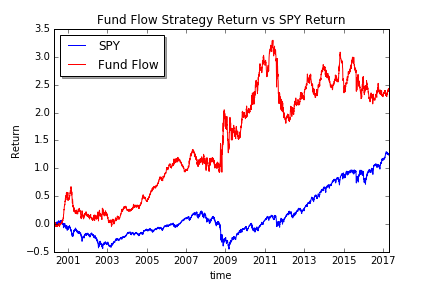 Fund Flow Strategy Return vs SPY Return
3.5
3.0
2.5
2.0
1.5
1.0
0.5
0.0
−0.5
Return
SPY
Fund Flow
2001 2003 2005 2007 2009 2011 2013 2015 2017
time